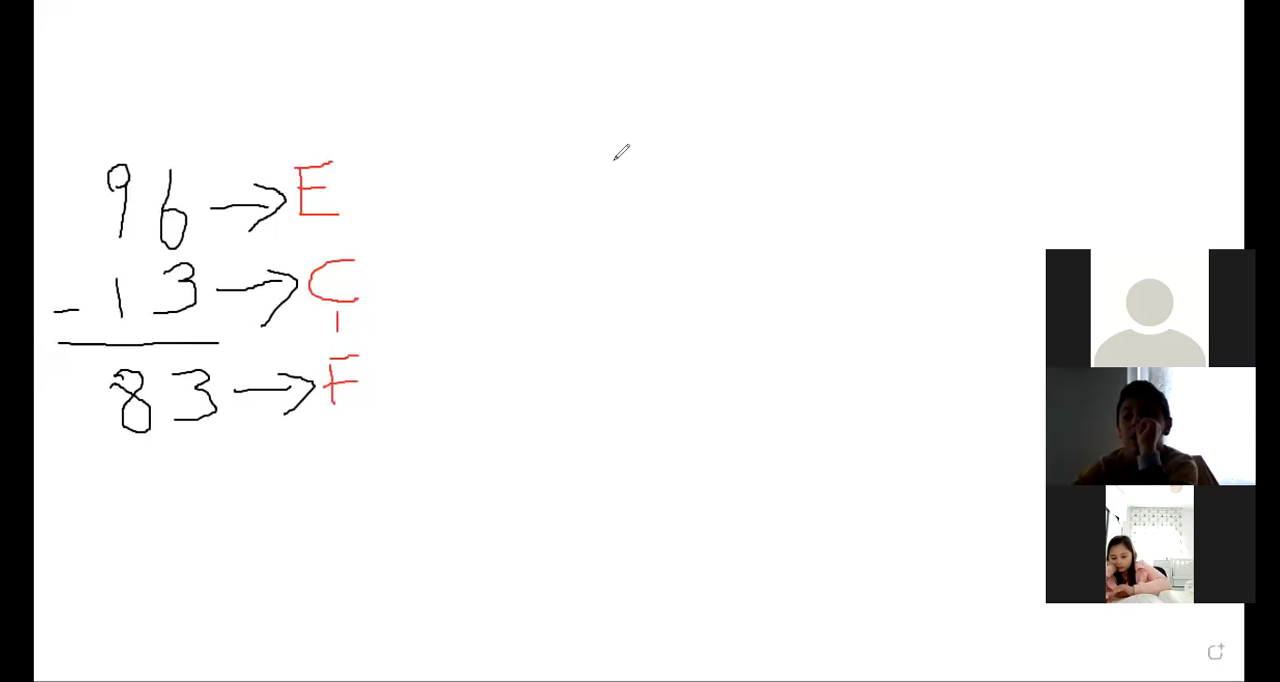 96 → E
- 13 → C
83 → F